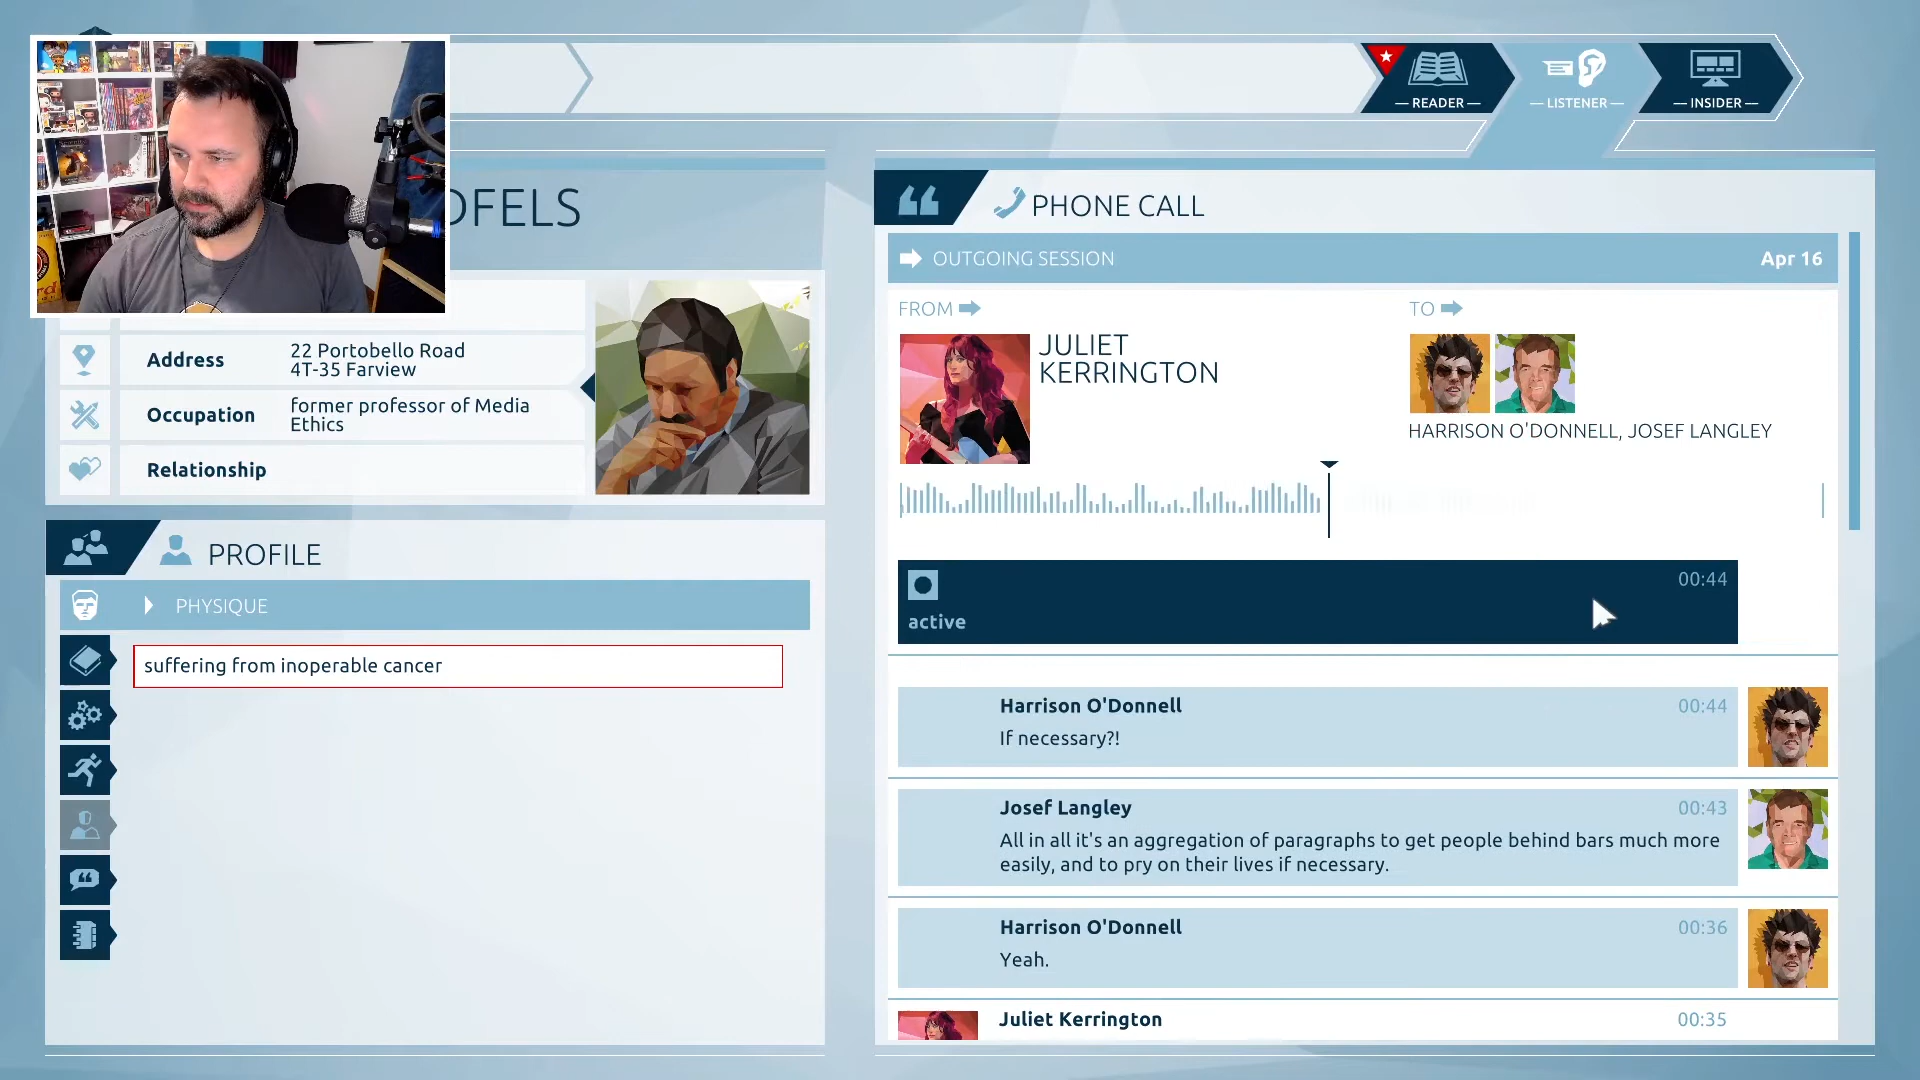 READER
LISTENER
INSIDER
OFELS
Address
22 Portobello Road
4T-35 Farview
Occupation
former professor of Media
Ethics
Relationship
PROFILE
PHYSIQUE
suffering from inoperable cancer
PHONE CALL
OUTGOING SESSION
Apr 16
FROM
TO
JULIET
KERRINGTON
HARRISON O'DONNELL, JOSEF LANGLEY
00:44
active
Harrison O'Donnell
00:44
If necessary?!
Josef Langley
00:43
All in all it's an aggregation of paragraphs to get people behind bars much more
easily, and to pry on their lives if necessary.
Harrison O'Donnell
00:36
Yeah.
Juliet Kerrington
00:35